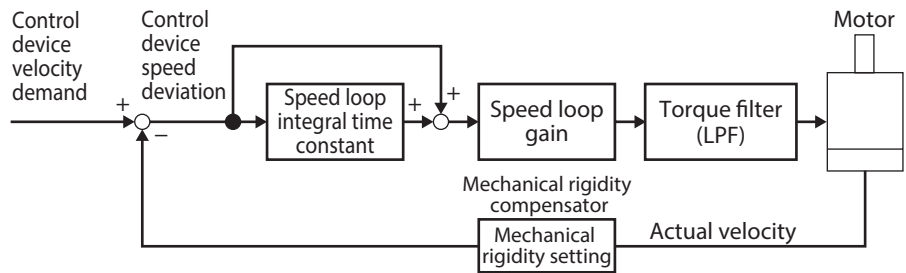 Control
device
velocity
demand
Control
device
speed
deviation
Motor
+
−
Speed loop
integral time
constant
+
+
Speed loop
gain
Torque filter
(LPF)
Mechanical rigidity
compensator
Mechanical
rigidity setting
Actual velocity